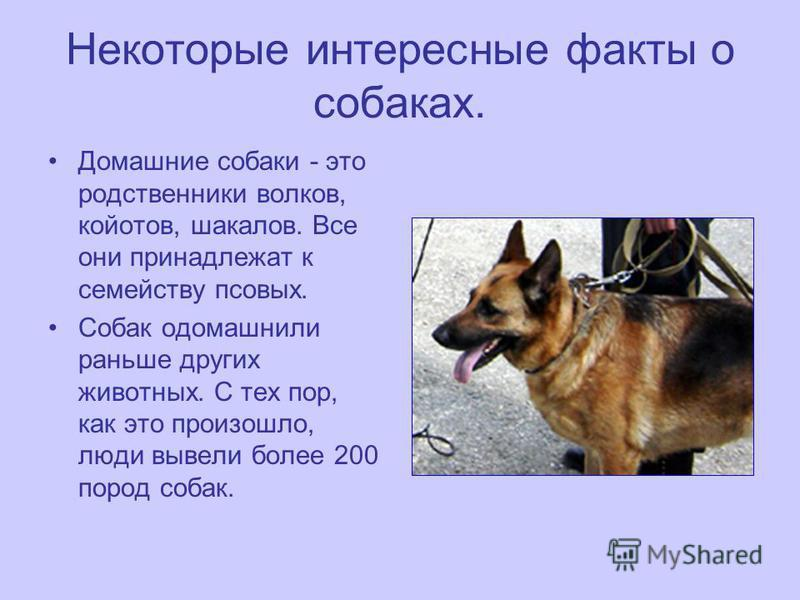 Некоторые интересные факты о
собаках.
• Домашние собаки - это
родственники волков,
койотов, шакалов. Все
они принадлежат к
семейству псовых.
• Собак одомашнили
раньше других
животных. С тех пор,
как это произошло,
люди вывели более 200
пород собак.
MyShared